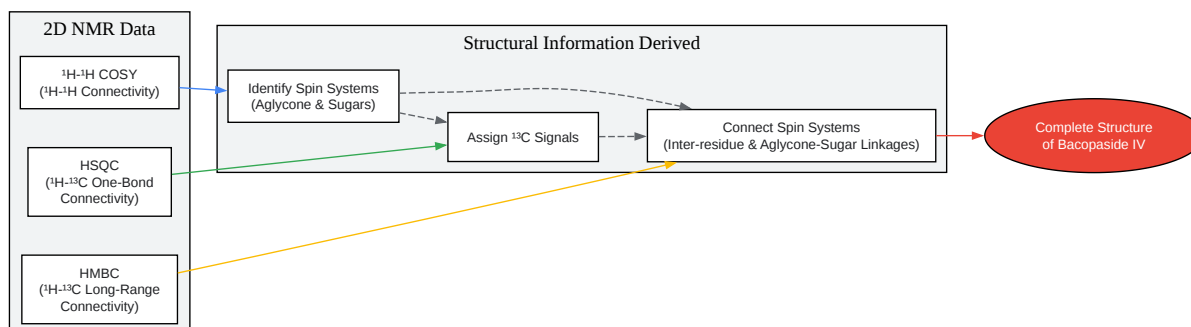 2D NMR Data
¹H-¹H COSY
(¹H-¹H Connectivity)
HSQC
(¹H-¹³C One-Bond
Connectivity)
HMBC
(¹H-¹³C Long-Range
Connectivity)
Structural Information Derived
Identify Spin Systems
(Aglycone & Sugars)
Assign ¹³C Signals
Connect Spin Systems
(Inter-residue & Aglycone-Sugar Linkages)
Complete Structure
of Bacopaside IV